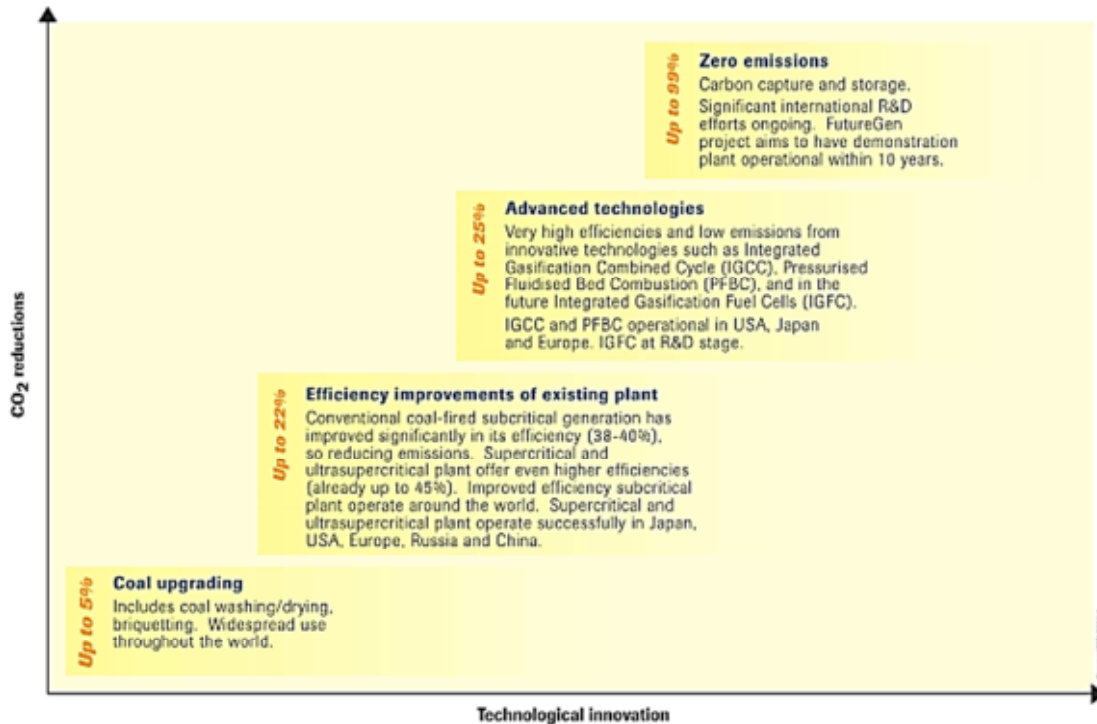 Up to 99%
Zero emissions
Carbon capture and storage.
Significant international R&D
efforts ongoing. FutureGen
project aims to have demonstration
plant operational within 10 years.
Up to 25%
Advanced technologies
Very high efficiencies and low emissions from
innovative technologies such as Integrated
Gasification Combined Cycle (IGCC), Pressurised
Fluidised Bed Combustion (PFBC), and in the
future Integrated Gasification Fuel Cells (IGFC).
IGCC and PFBC operational in USA, Japan
and Europe. IGFC at R&D stage.
CO2 reductions
Up to 22%
Efficiency improvements of existing plant
Conventional coal-fired subcritical generation has
improved significantly in its efficiency (38-40%),
so reducing emissions. Supercritical and
ultrasupercritical plant offer even higher efficiencies
(already up to 45%). Improved efficiency subcritical
plant operate around the world. Supercritical and
ultrasupercritical plant operate successfully in Japan,
USA, Europe, Russia and China.
Up to 5%
Coal upgrading
Includes coal washing/drying,
briquetting. Widespread use
throughout the world.
Technological innovation